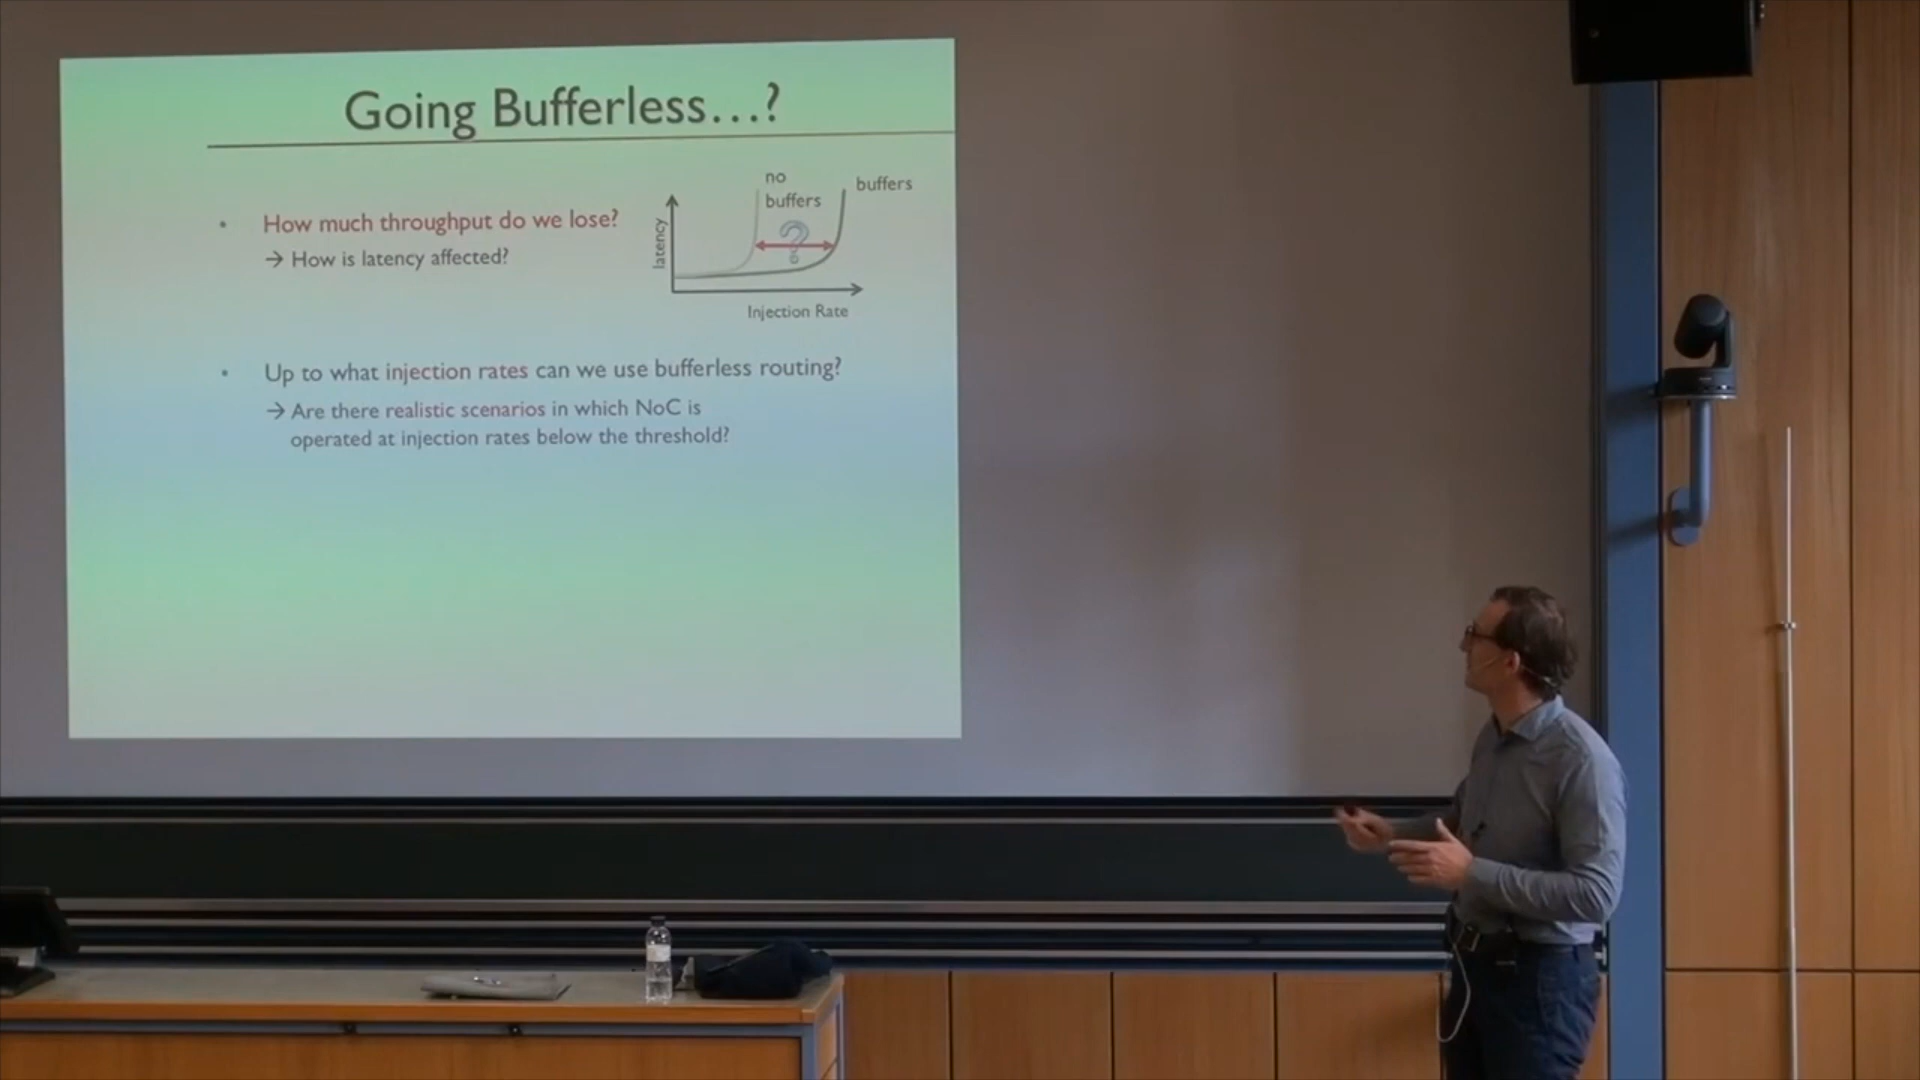 Going Bufferless...?
• How much throughput do we lose?
→ How is latency affected?
no
buffers
buffers
latency
?
Injection Rate
• Up to what injection rates can we use bufferless routing?
→ Are there realistic scenarios in which NoC is
operated at injection rates below the threshold?